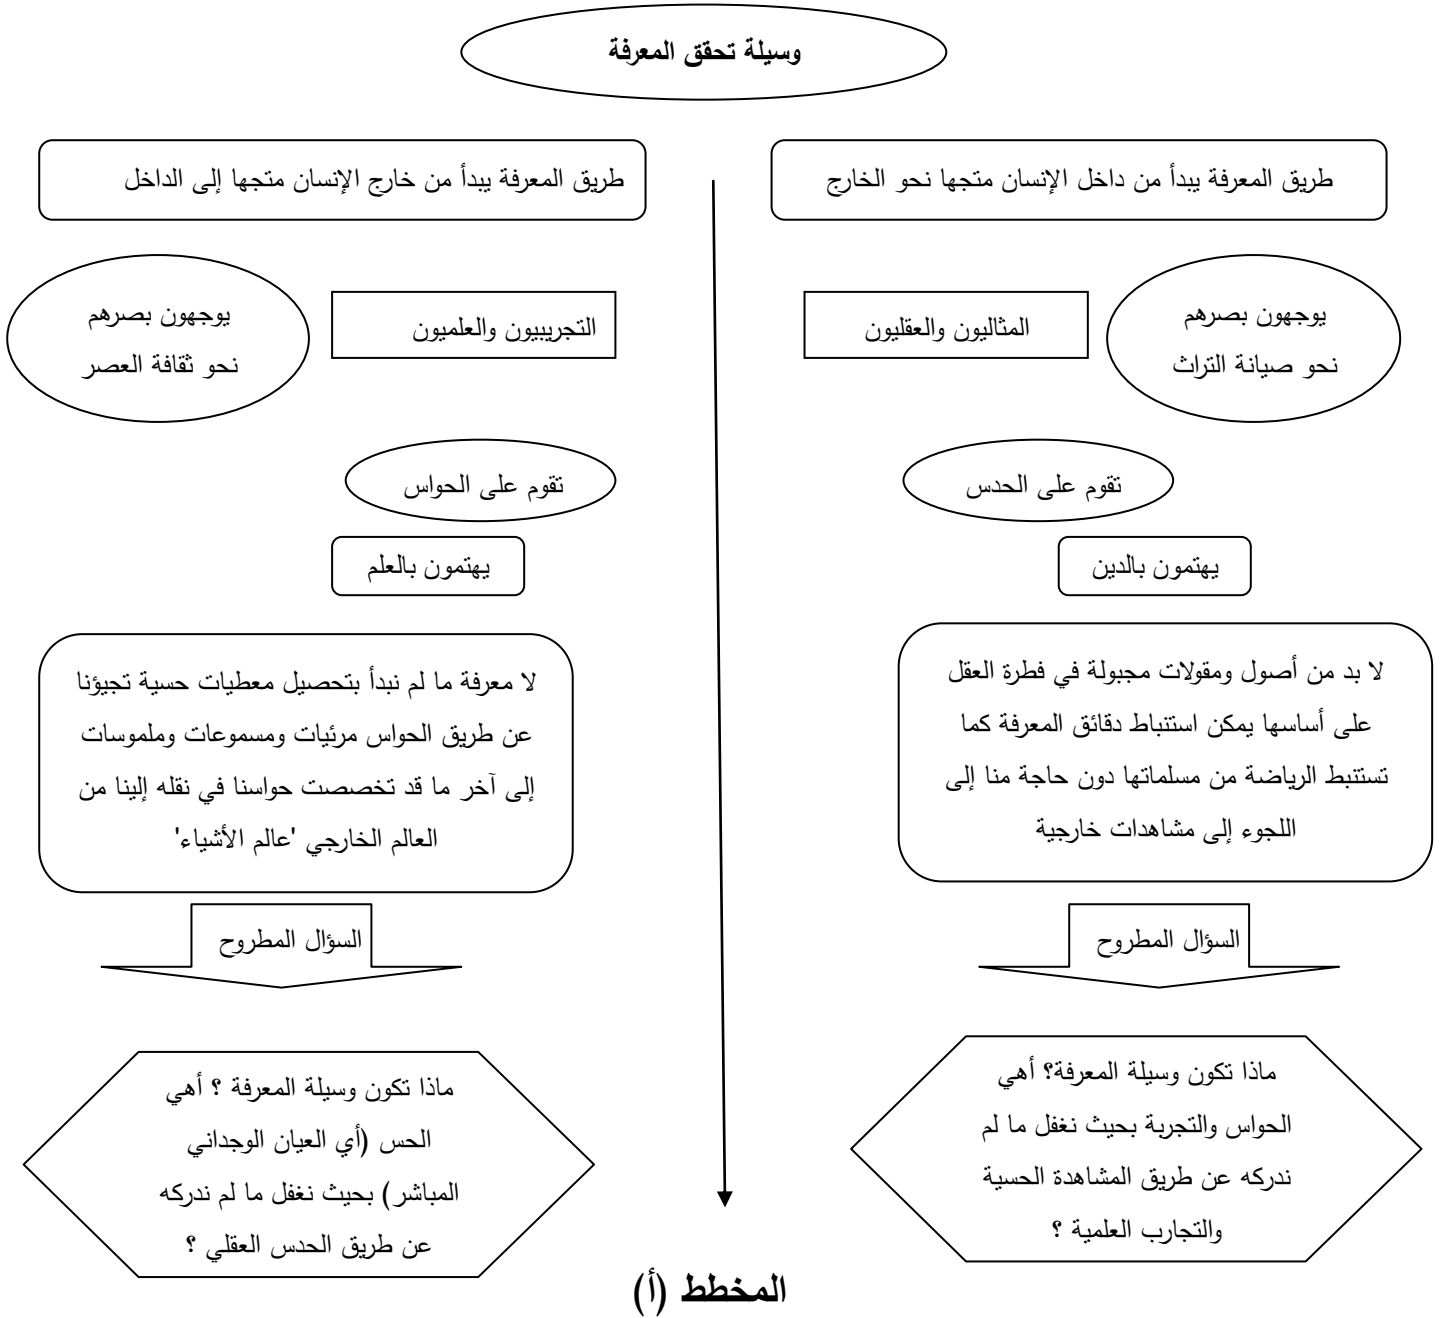 وسيلة تحقق المعرفة
طريق المعرفة يبدأ من داخل الإنسان متجها نحو الخارج
طريق المعرفة يبدأ من خارج الإنسان متجها إلى الداخل
يوجهون بصرهم
نحو صيانة التراث
المثاليون والعقليون
التجريبيون والعلميون
يوجهون بصرهم
نحو ثقافة العصر
تقوم على الحدس
تقوم على الحواس
يهتمون بالدين
يهتمون بالعلم
لا بد من أصول ومقولات مجبولة في فطرة العقل
على أساسها يمكن استنباط دقائق المعرفة كما
تستنبط الرياضة من مسلماتها دون حاجة منا إلى
اللجوء إلى مشاهدات خارجية
لا معرفة ما لم نبدأ بتحصيل معطيات حسية تجيؤنا
عن طريق الحواس مرئيات ومسموعات وملموسات
إلى آخر ما قد تخصصت حواسنا في نقله إلينا من
العالم الخارجي 'عالم الأشياء'
السؤال المطروح
السؤال المطروح
ماذا تكون وسيلة المعرفة؟ أهي
الحواس والتجربة بحيث نغفل ما لم
ندركه عن طريق المشاهدة الحسية
والتجارب العلمية ؟
ماذا تكون وسيلة المعرفة ؟ أهي
الحس (أي العيان الوجداني
المباشر) بحيث نغفل ما لم ندركه
عن طريق الحدس العقلي ؟
المخطط (أ)